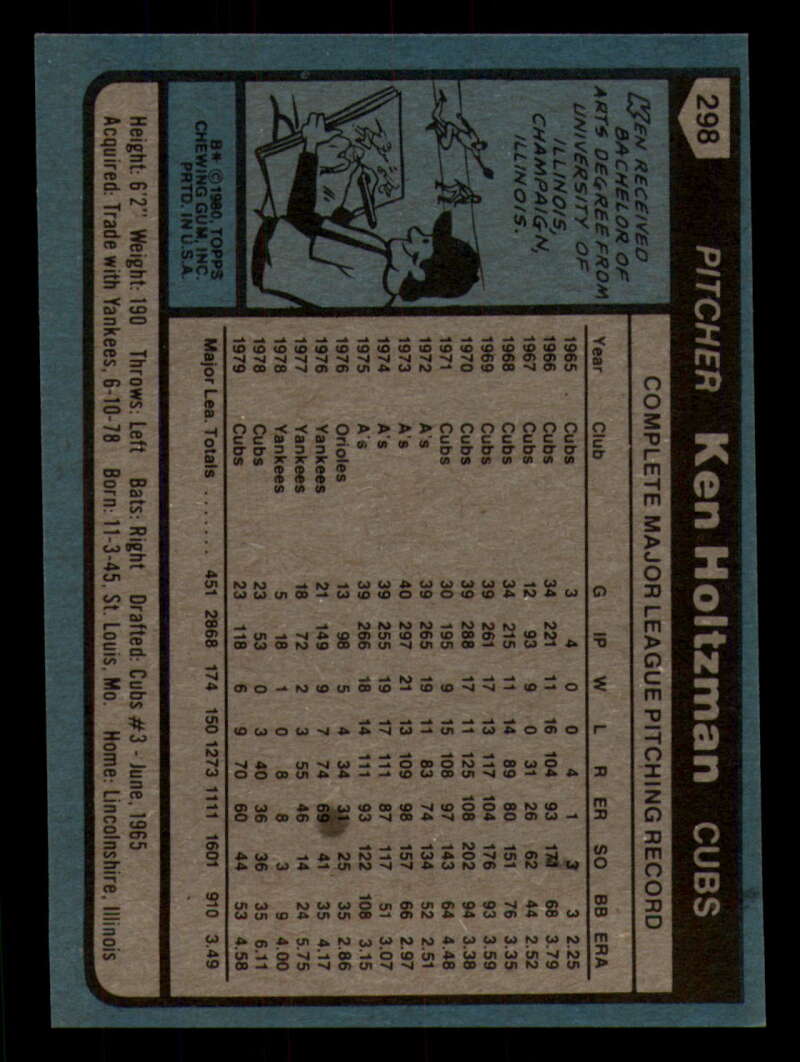 298 PITCHER Ken Holtzman CUBS
KEN RECEIVED
BACHELOR OF
ARTS DEGREE FROM
UNIVERSITY OF
ILLINOIS,
CHAMPAIGN,
ILLINOIS.
B* © 1980, TOPPS
CHEWING GUM, INC.
PRTD. IN U.S.A.
COMPLETE MAJOR LEAGUE PITCHING RECORD
Year Club G IP W L R ER SO BB ERA
1965 Cubs 3 4 0 0 4 1 3 3 2.25
1966 Cubs 34 221 11 16 104 93 171 68 3.79
1967 Cubs 12 93 9 0 31 26 62 44 2.52
1968 Cubs 34 215 11 14 89 80 151 76 3.35
1969 Cubs 39 261 17 13 117 104 176 93 3.59
1970 Cubs 39 288 17 11 125 108 202 94 3.38
1971 Cubs 30 195 9 15 108 97 143 64 4.48
1972 A's 39 265 19 11 83 74 134 52 2.51
1973 A's 40 297 21 13 109 98 157 66 2.97
1974 A's 39 255 19 17 111 87 117 51 3.07
1975 A's 39 266 18 14 111 93 122 108 3.15
1976 Orioles 13 98 5 4 34 31 25 35 2.86
1976 Yankees 21 149 9 7 74 69 41 35 4.17
1977 Yankees 18 72 2 3 55 46 14 24 5.75
1978 Yankees 5 18 1 0 8 8 3 9 4.00
1978 Cubs 23 53 0 3 40 36 36 35 6.11
1979 Cubs 23 118 6 9 70 60 44 53 4.58
Major Lea. Totals ........ 451 2868 174 150 1273 1111 1601 910 3.49
Height: 6'2" Weight: 190 Throws: Left Bats: Right Drafted: Cubs #3 - June, 1965
Acquired: Trade with Yankees, 6-10-78 Born: 11-3-45, St. Louis, Mo. Home: Lincolnshire, Illinois